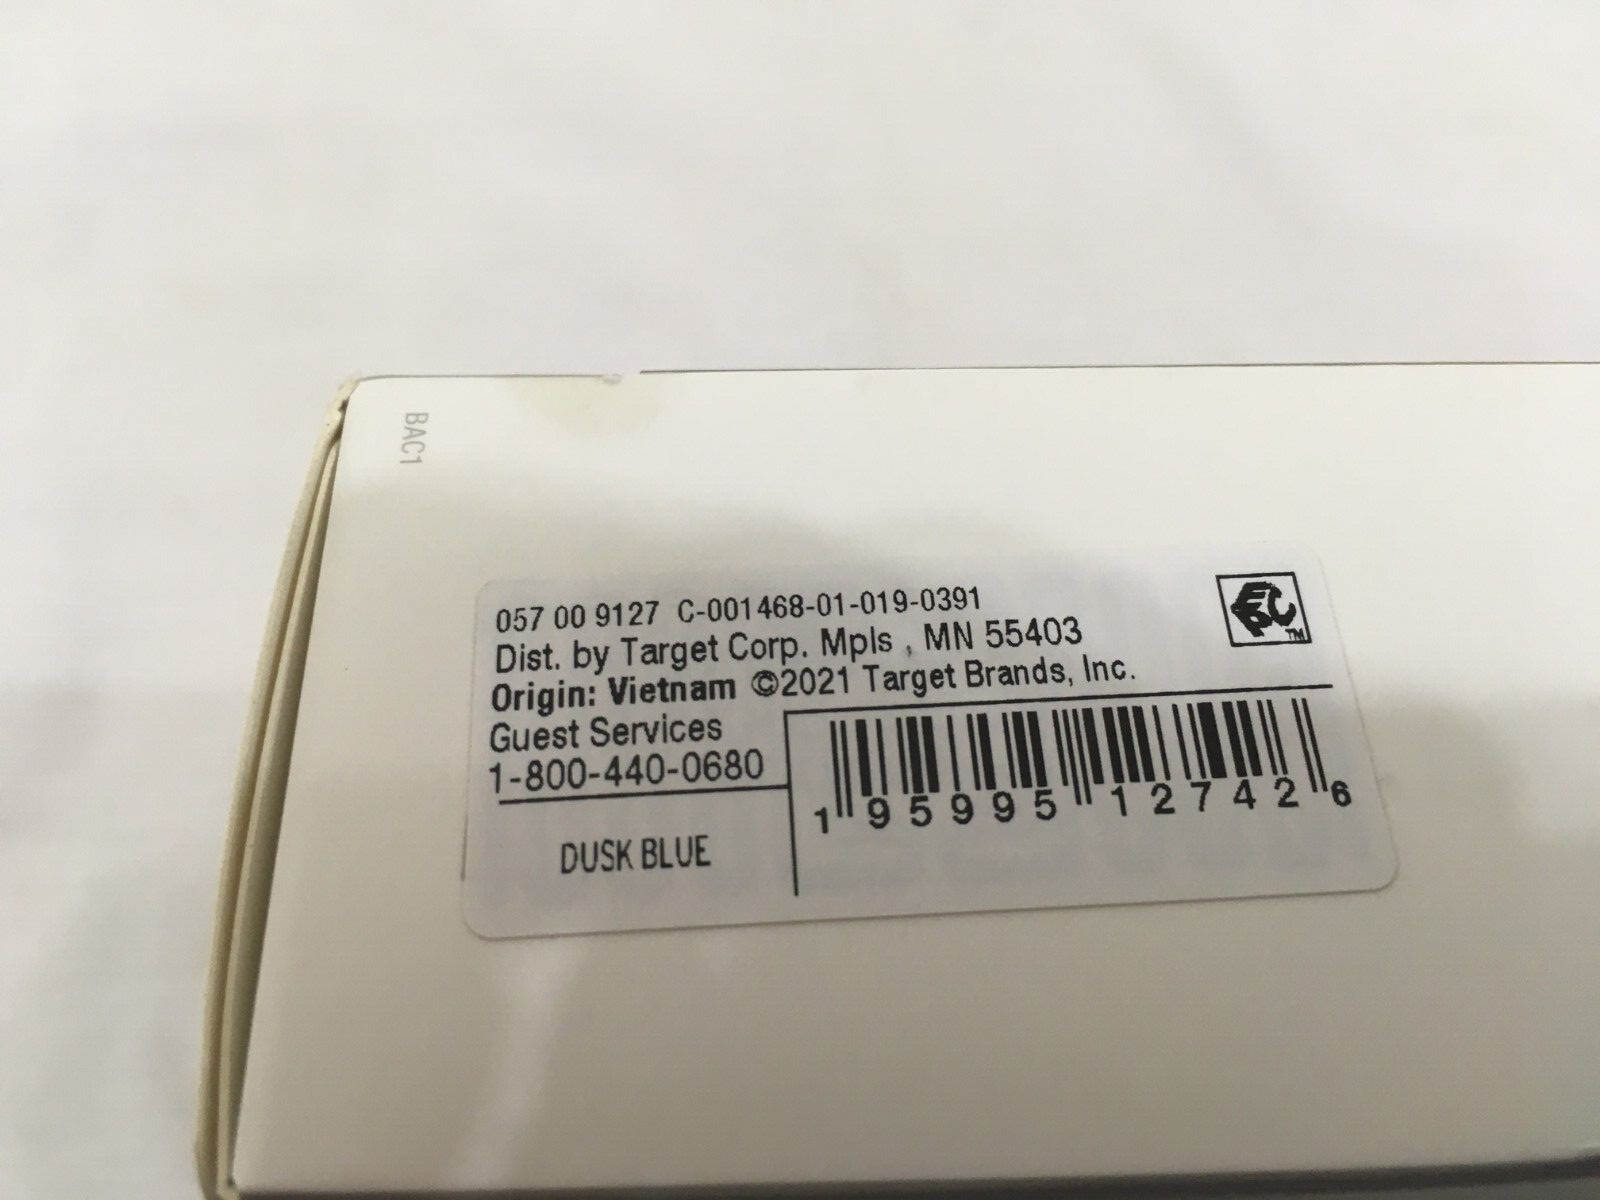 BAC1
057 00 9127 C-001468-01-019-0391
Dist. by Target Corp. Mpls , MN 55403
Origin: Vietnam ©2021 Target Brands, Inc.
Guest Services
1-800-440-0680
DUSK BLUE
1 95995 12742 6
TM